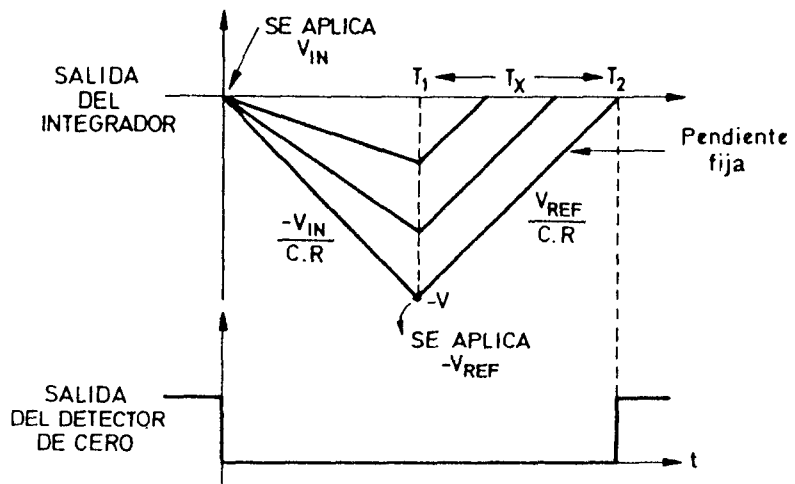 SE APLICA
V_IN
SALIDA
DEL
INTEGRADOR
T_1
T_X
T_2
Pendiente
fija
-V_IN
C.R
V_REF
C.R
-V
SE APLICA
-V_REF
SALIDA
DEL DETECTOR
DE CERO
t